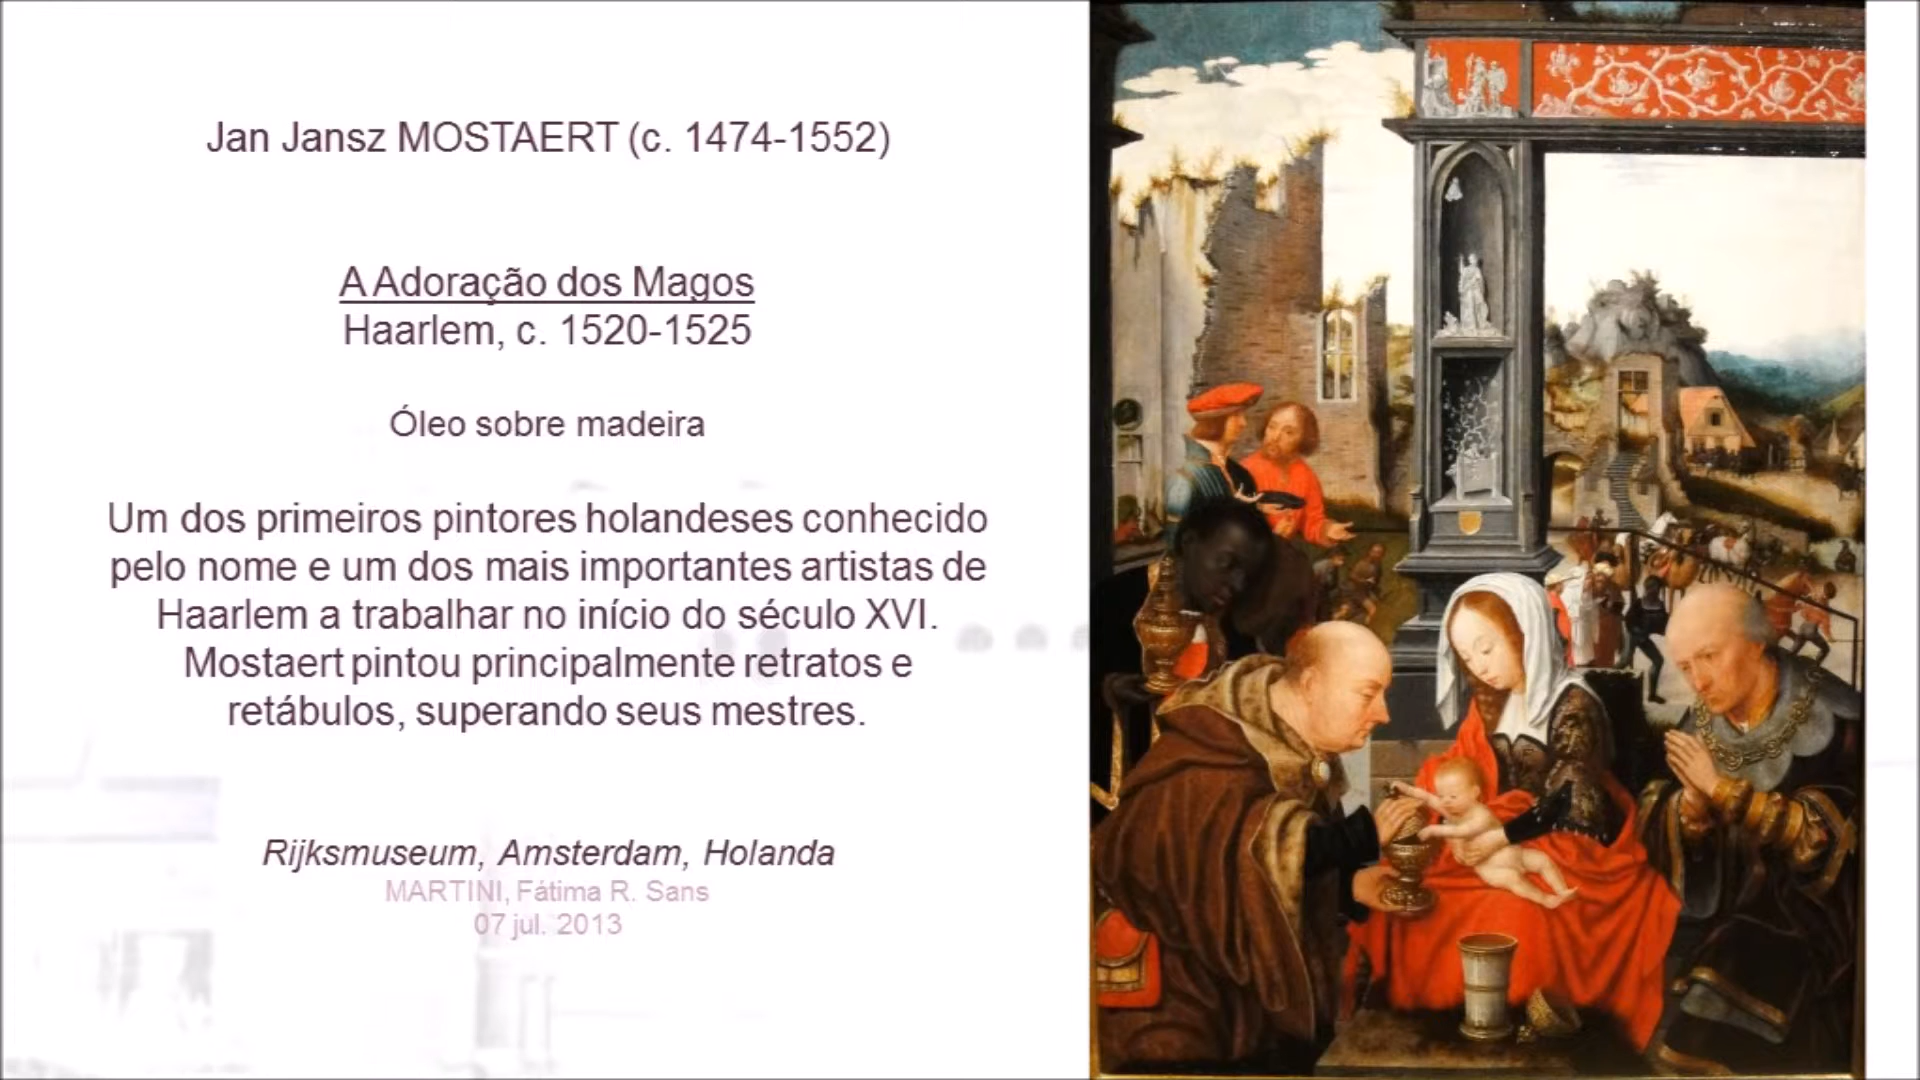 Jan Jansz MOSTAERT (c. 1474-1552)
A Adoração dos Magos
Haarlem, c. 1520-1525
Óleo sobre madeira
Um dos primeiros pintores holandeses conhecido
pelo nome e um dos mais importantes artistas de
Haarlem a trabalhar no início do século XVI.
Mostaert pintou principalmente retratos e
retábulos, superando seus mestres.
Rijksmuseum, Amsterdam, Holanda
MARTINI, Fátima R. Sans
07 jul. 2013